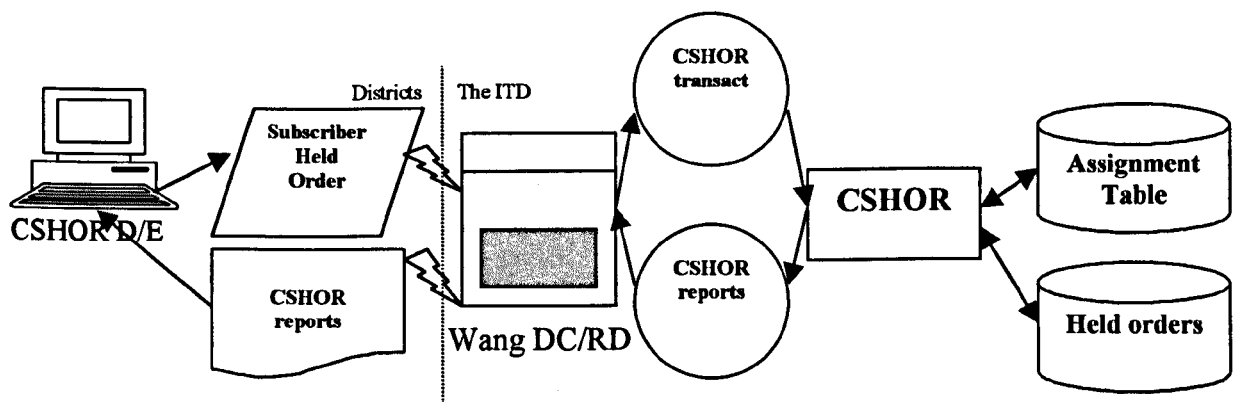 Districts
The ITD
CSHOR D/E
Subscriber
Held
Order
CSHOR
reports
Wang DC/RD
CSHOR
transact
CSHOR
reports
CSHOR
Assignment
Table
Held orders